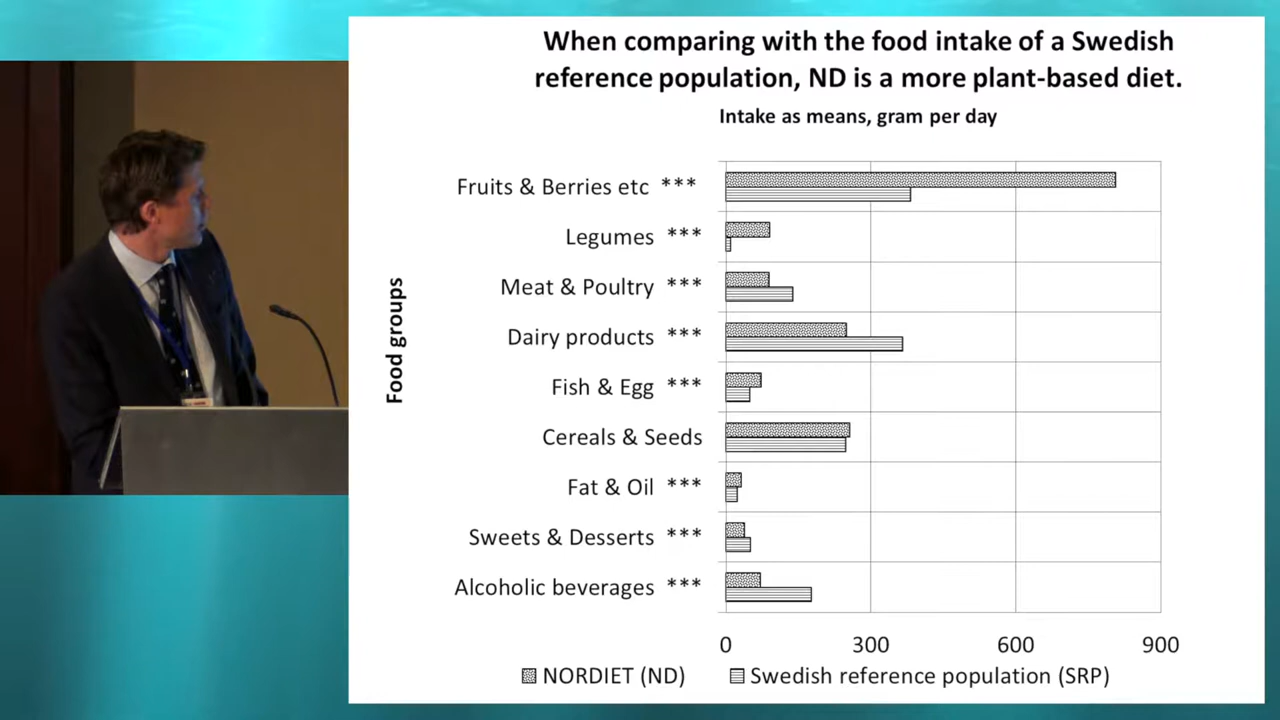 When comparing with the food intake of a Swedish
reference population, ND is a more plant-based diet.
Intake as means, gram per day
Food groups
Fruits & Berries etc ***
Legumes ***
Meat & Poultry ***
Dairy products ***
Fish & Egg ***
Cereals & Seeds
Fat & Oil ***
Sweets & Desserts ***
Alcoholic beverages ***
0 300 600 900
NORDIET (ND) Swedish reference population (SRP)